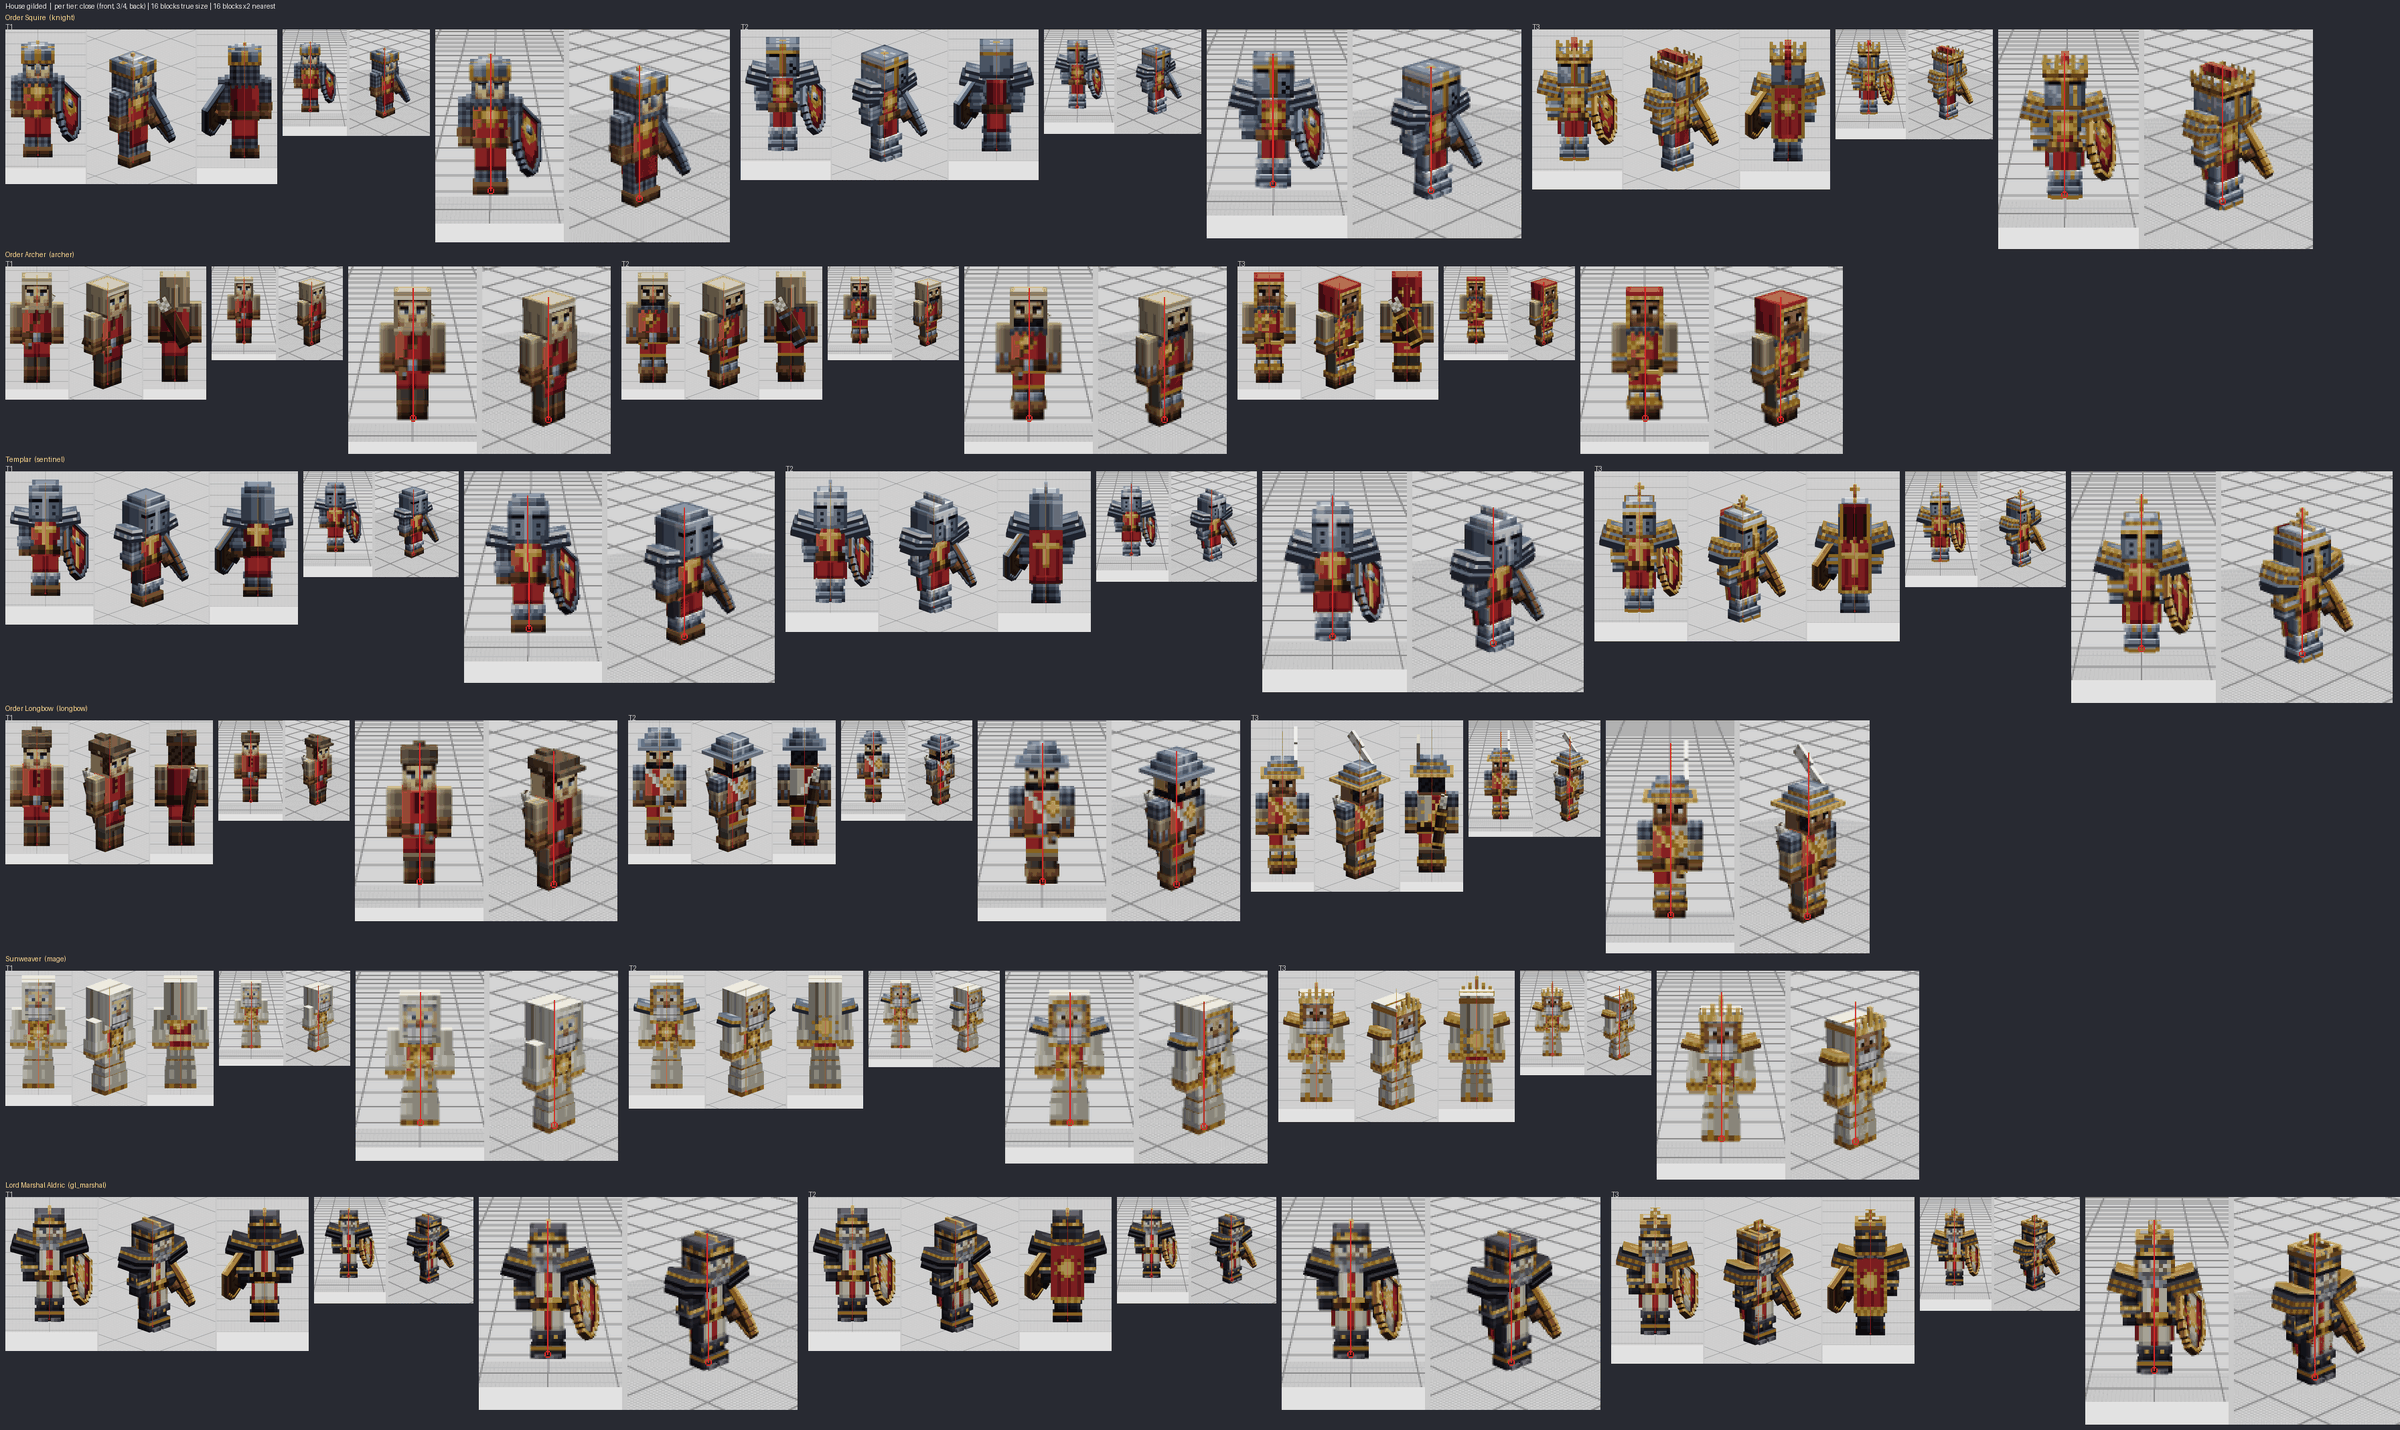 House gilded | per tier: close (front, 3/4, back) | 16 blocks true size | 16 blocks x2 nearest
Order Squire (knight)
T1 T2 T3
Order Archer (archer)
T1 T2 T3
Templar (sentinel)
T1 T2 T3
Order Longbow (longbow)
T1 T2 T3
Sunweaver (mage)
T1 T2 T3
Lord Marshal Aldric (gl_marshal)
T1 T2 T3